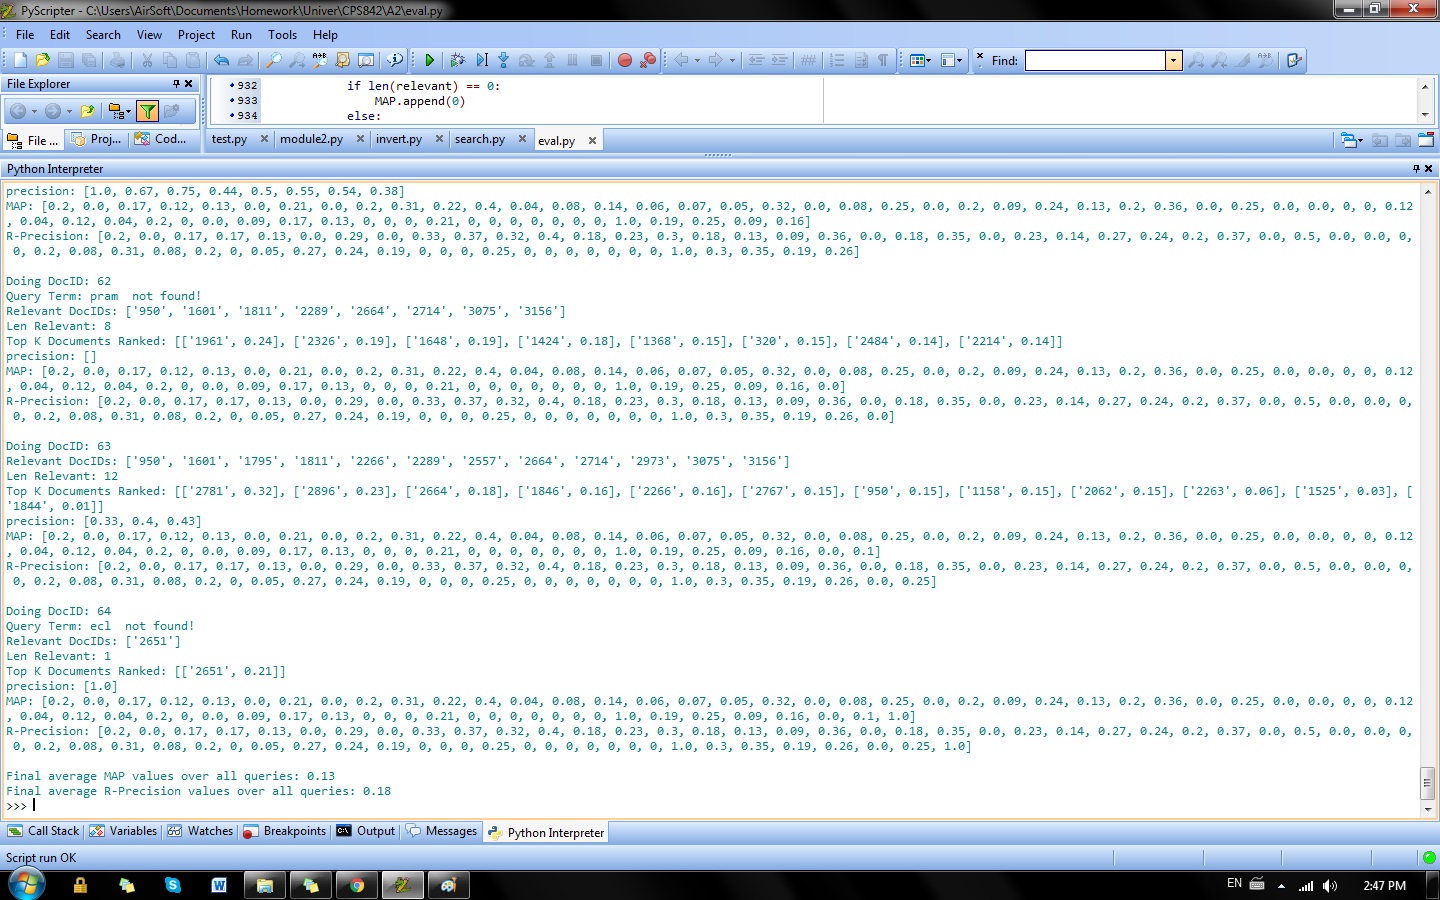 PyScripter - C:\Users\AirSoft\Documents\Homework\Univer\CPS842\A2\eval.py
File Edit Search View Project Run Tools Help
Find:
File Explorer
932 if len(relevant) == 0:
933 MAP.append(0)
934 else:
File ... Proj... Cod...
test.py module2.py invert.py search.py eval.py
Python Interpreter
precision: [1.0, 0.67, 0.75, 0.44, 0.5, 0.55, 0.54, 0.38]
MAP: [0.2, 0.0, 0.17, 0.12, 0.13, 0.0, 0.21, 0.0, 0.2, 0.31, 0.22, 0.4, 0.04, 0.08, 0.14, 0.06, 0.07, 0.05, 0.32, 0.0, 0.08, 0.25, 0.0, 0.2, 0.09, 0.24, 0.13, 0.2, 0.36, 0.0, 0.25, 0.0, 0.0, 0, 0, 0.12
, 0.04, 0.12, 0.04, 0.2, 0, 0.0, 0.09, 0.17, 0.13, 0, 0, 0, 0.21, 0, 0, 0, 0, 0, 0, 1.0, 0.19, 0.25, 0.09, 0.16]
R-Precision: [0.2, 0.0, 0.17, 0.17, 0.13, 0.0, 0.29, 0.0, 0.33, 0.37, 0.32, 0.4, 0.18, 0.23, 0.3, 0.18, 0.13, 0.09, 0.36, 0.0, 0.18, 0.35, 0.0, 0.23, 0.14, 0.27, 0.24, 0.2, 0.37, 0.0, 0.5, 0.0, 0.0, 0,
0, 0.2, 0.08, 0.31, 0.08, 0.2, 0, 0.05, 0.27, 0.24, 0.19, 0, 0, 0, 0.25, 0, 0, 0, 0, 0, 0, 1.0, 0.3, 0.35, 0.19, 0.26]
Doing DocID: 62
Query Term: pram  not found!
Relevant DocIDs: ['950', '1601', '1811', '2289', '2664', '2714', '3075', '3156']
Len Relevant: 8
Top K Documents Ranked: [['1961', 0.24], ['2326', 0.19], ['1648', 0.19], ['1424', 0.18], ['1368', 0.15], ['320', 0.15], ['2484', 0.14], ['2214', 0.14]]
precision: []
MAP: [0.2, 0.0, 0.17, 0.12, 0.13, 0.0, 0.21, 0.0, 0.2, 0.31, 0.22, 0.4, 0.04, 0.08, 0.14, 0.06, 0.07, 0.05, 0.32, 0.0, 0.08, 0.25, 0.0, 0.2, 0.09, 0.24, 0.13, 0.2, 0.36, 0.0, 0.25, 0.0, 0.0, 0, 0, 0.12
, 0.04, 0.12, 0.04, 0.2, 0, 0.0, 0.09, 0.17, 0.13, 0, 0, 0, 0.21, 0, 0, 0, 0, 0, 0, 1.0, 0.19, 0.25, 0.09, 0.16, 0.0]
R-Precision: [0.2, 0.0, 0.17, 0.17, 0.13, 0.0, 0.29, 0.0, 0.33, 0.37, 0.32, 0.4, 0.18, 0.23, 0.3, 0.18, 0.13, 0.09, 0.36, 0.0, 0.18, 0.35, 0.0, 0.23, 0.14, 0.27, 0.24, 0.2, 0.37, 0.0, 0.5, 0.0, 0.0, 0,
0, 0.2, 0.08, 0.31, 0.08, 0.2, 0, 0.05, 0.27, 0.24, 0.19, 0, 0, 0, 0.25, 0, 0, 0, 0, 0, 0, 1.0, 0.3, 0.35, 0.19, 0.26, 0.0]
Doing DocID: 63
Relevant DocIDs: ['950', '1601', '1795', '1811', '2266', '2289', '2557', '2664', '2714', '2973', '3075', '3156']
Len Relevant: 12
Top K Documents Ranked: [['2781', 0.32], ['2896', 0.23], ['2664', 0.18], ['1846', 0.16], ['2266', 0.16], ['2767', 0.15], ['950', 0.15], ['1158', 0.15], ['2062', 0.15], ['2263', 0.06], ['1525', 0.03], [
'1844', 0.01]]
precision: [0.33, 0.4, 0.43]
MAP: [0.2, 0.0, 0.17, 0.12, 0.13, 0.0, 0.21, 0.0, 0.2, 0.31, 0.22, 0.4, 0.04, 0.08, 0.14, 0.06, 0.07, 0.05, 0.32, 0.0, 0.08, 0.25, 0.0, 0.2, 0.09, 0.24, 0.13, 0.2, 0.36, 0.0, 0.25, 0.0, 0.0, 0, 0, 0.12
, 0.04, 0.12, 0.04, 0.2, 0, 0.0, 0.09, 0.17, 0.13, 0, 0, 0, 0.21, 0, 0, 0, 0, 0, 0, 1.0, 0.19, 0.25, 0.09, 0.16, 0.0, 0.1]
R-Precision: [0.2, 0.0, 0.17, 0.17, 0.13, 0.0, 0.29, 0.0, 0.33, 0.37, 0.32, 0.4, 0.18, 0.23, 0.3, 0.18, 0.13, 0.09, 0.36, 0.0, 0.18, 0.35, 0.0, 0.23, 0.14, 0.27, 0.24, 0.2, 0.37, 0.0, 0.5, 0.0, 0.0, 0,
0, 0.2, 0.08, 0.31, 0.08, 0.2, 0, 0.05, 0.27, 0.24, 0.19, 0, 0, 0, 0.25, 0, 0, 0, 0, 0, 0, 1.0, 0.3, 0.35, 0.19, 0.26, 0.0, 0.25]
Doing DocID: 64
Query Term: ecl  not found!
Relevant DocIDs: ['2651']
Len Relevant: 1
Top K Documents Ranked: [['2651', 0.21]]
precision: [1.0]
MAP: [0.2, 0.0, 0.17, 0.12, 0.13, 0.0, 0.21, 0.0, 0.2, 0.31, 0.22, 0.4, 0.04, 0.08, 0.14, 0.06, 0.07, 0.05, 0.32, 0.0, 0.08, 0.25, 0.0, 0.2, 0.09, 0.24, 0.13, 0.2, 0.36, 0.0, 0.25, 0.0, 0.0, 0, 0, 0.12
, 0.04, 0.12, 0.04, 0.2, 0, 0.0, 0.09, 0.17, 0.13, 0, 0, 0, 0.21, 0, 0, 0, 0, 0, 0, 1.0, 0.19, 0.25, 0.09, 0.16, 0.0, 0.1, 1.0]
R-Precision: [0.2, 0.0, 0.17, 0.17, 0.13, 0.0, 0.29, 0.0, 0.33, 0.37, 0.32, 0.4, 0.18, 0.23, 0.3, 0.18, 0.13, 0.09, 0.36, 0.0, 0.18, 0.35, 0.0, 0.23, 0.14, 0.27, 0.24, 0.2, 0.37, 0.0, 0.5, 0.0, 0.0, 0,
0, 0.2, 0.08, 0.31, 0.08, 0.2, 0, 0.05, 0.27, 0.24, 0.19, 0, 0, 0, 0.25, 0, 0, 0, 0, 0, 0, 1.0, 0.3, 0.35, 0.19, 0.26, 0.0, 0.25, 1.0]
Final average MAP values over all queries: 0.13
Final average R-Precision values over all queries: 0.18
>>>
Call Stack Variables Watches Breakpoints Output Messages Python Interpreter
Script run OK
EN 2:47 PM